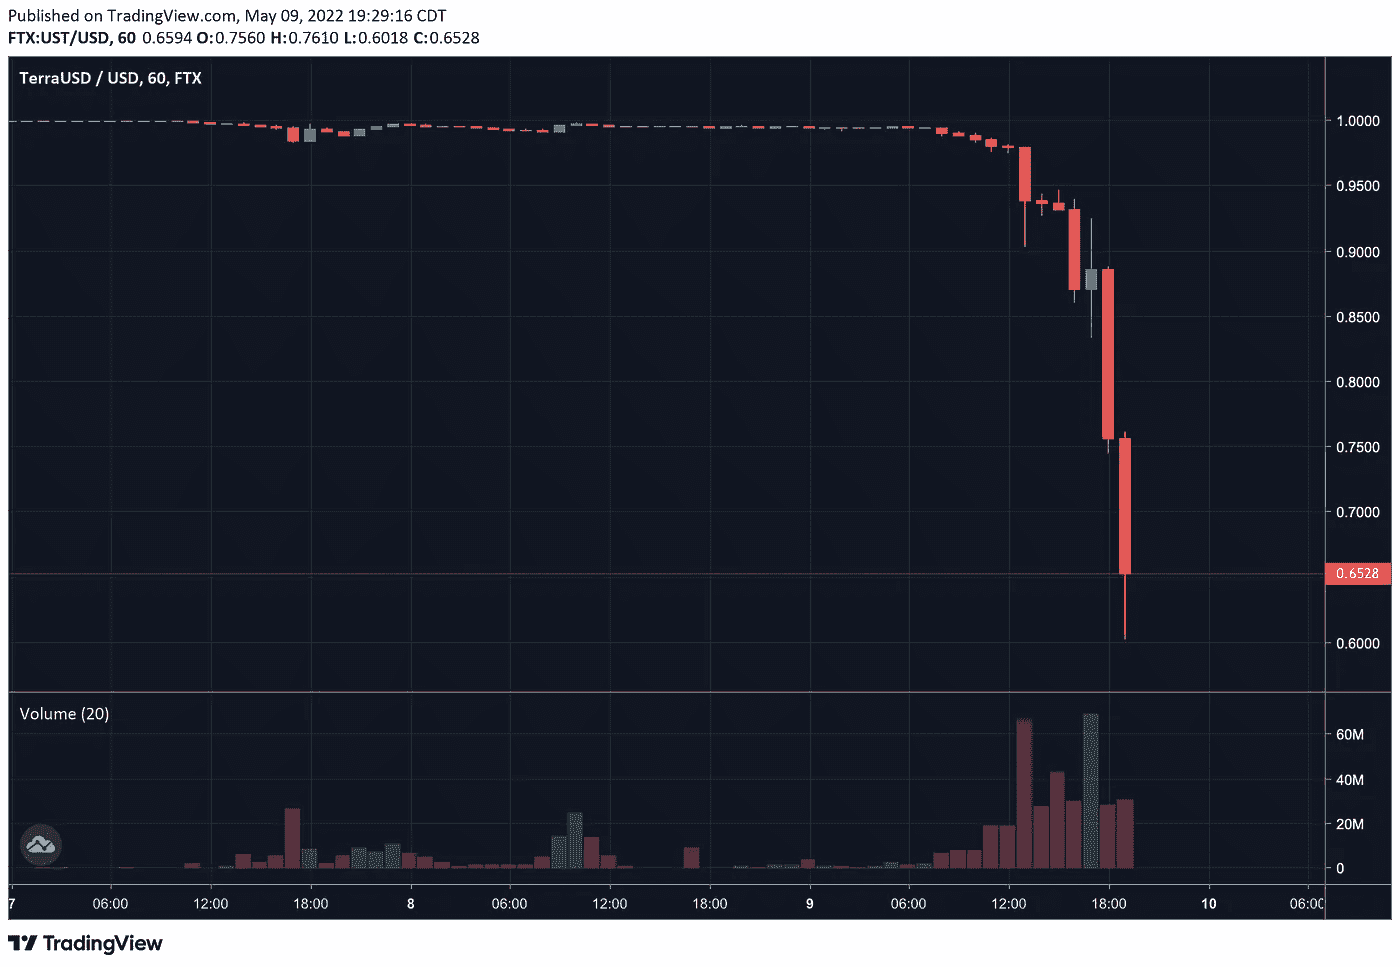 Published on TradingView.com, May 09, 2022 19:29:16 CDT
FTX:UST/USD, 60 0.6594 O:0.7560 H:0.7610 L:0.6018 C:0.6528
TerraUSD / USD, 60, FTX
1.0000
0.9500
0.9000
0.8500
0.8000
0.7500
0.7000
0.6528
0.6000
Volume (20)
60M
40M
20M
0
7 06:00 12:00 18:00 8 06:00 12:00 18:00 9 06:00 12:00 18:00 10 06:00
TradingView